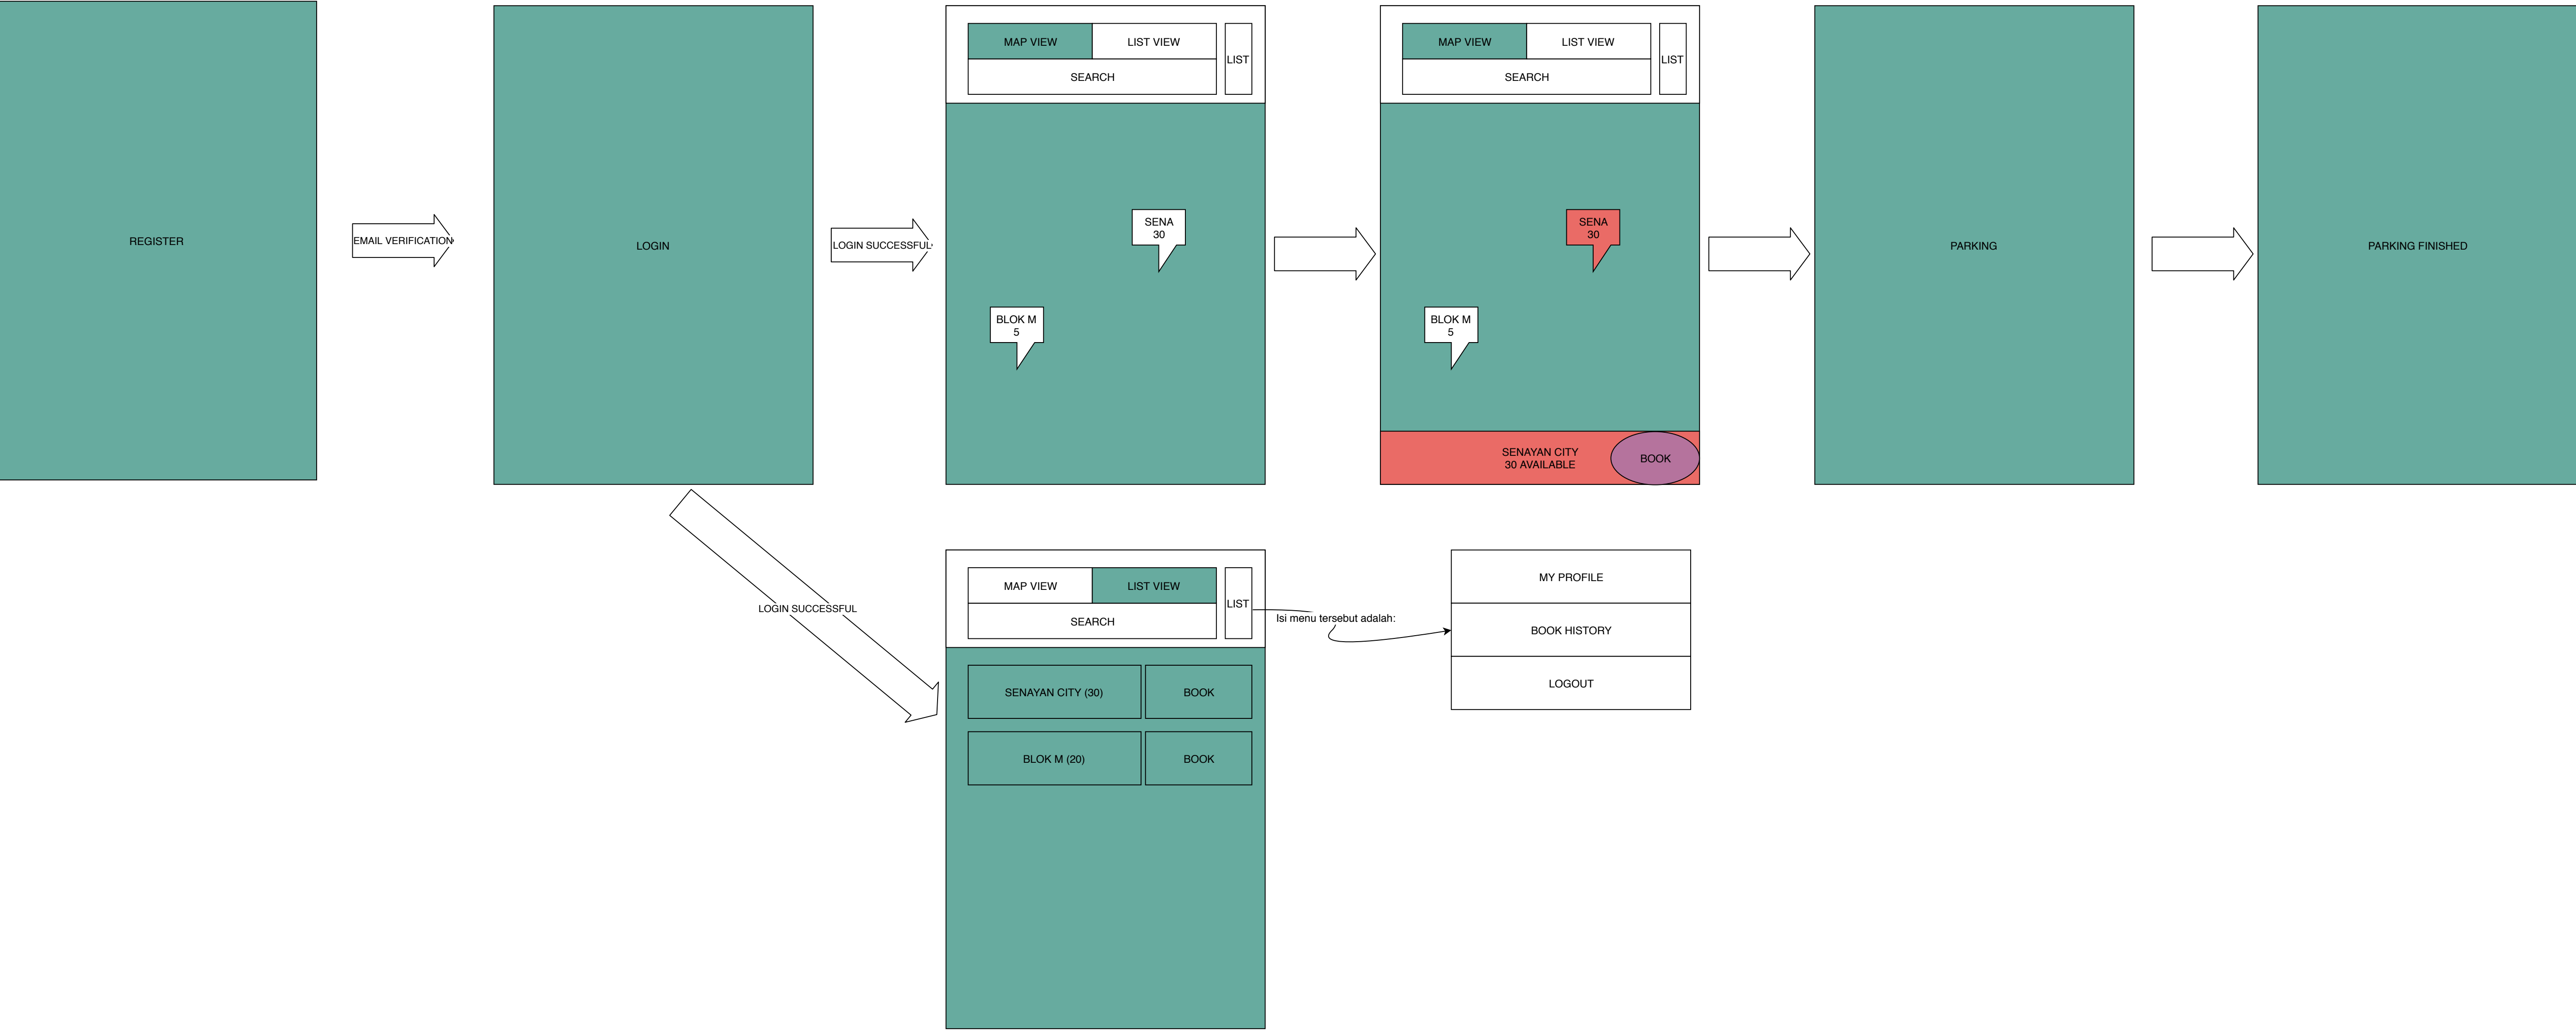 REGISTER
EMAIL VERIFICATION
LOGIN
LOGIN SUCCESSFUL
MAP VIEW
LIST VIEW
SEARCH
LIST
SENA
30
BLOK M
5
MAP VIEW
LIST VIEW
SEARCH
LIST
SENA
30
BLOK M
5
SENAYAN CITY
30 AVAILABLE
BOOK
PARKING
PARKING FINISHED
LOGIN SUCCESSFUL
MAP VIEW
LIST VIEW
SEARCH
LIST
SENAYAN CITY (30)
BOOK
BLOK M (20)
BOOK
Isi menu tersebut adalah:
MY PROFILE
BOOK HISTORY
LOGOUT